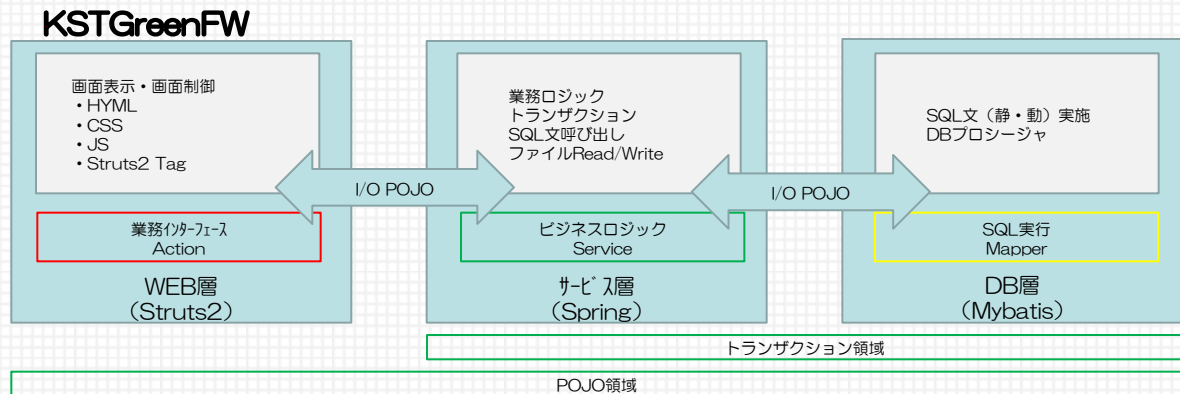 KSTGreenFW
画面表示・画面制御
・HYML
・CSS
・JS
・Struts2 Tag
業務ロジック
トランザクション
SQL文呼び出し
ファイルRead/Write
SQL文（静・動）実施
DBプロシージャ
I/O POJO
I/O POJO
業務ｲﾝﾀｰﾌｪｰｽ
Action
ビジネスロジック
Service
SQL実行
Mapper
WEB層
（Struts2）
ｻｰﾋﾞｽ層
（Spring）
DB層
（Mybatis）
トランザクション領域
POJO領域